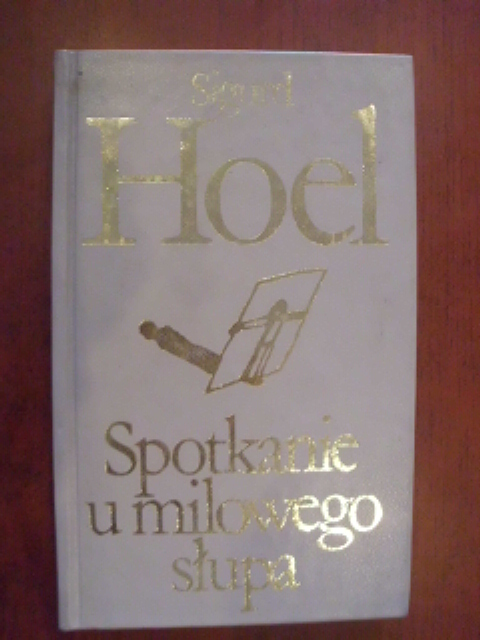 Sigurd
Hoel
Spotkanie
u milowego
słupa